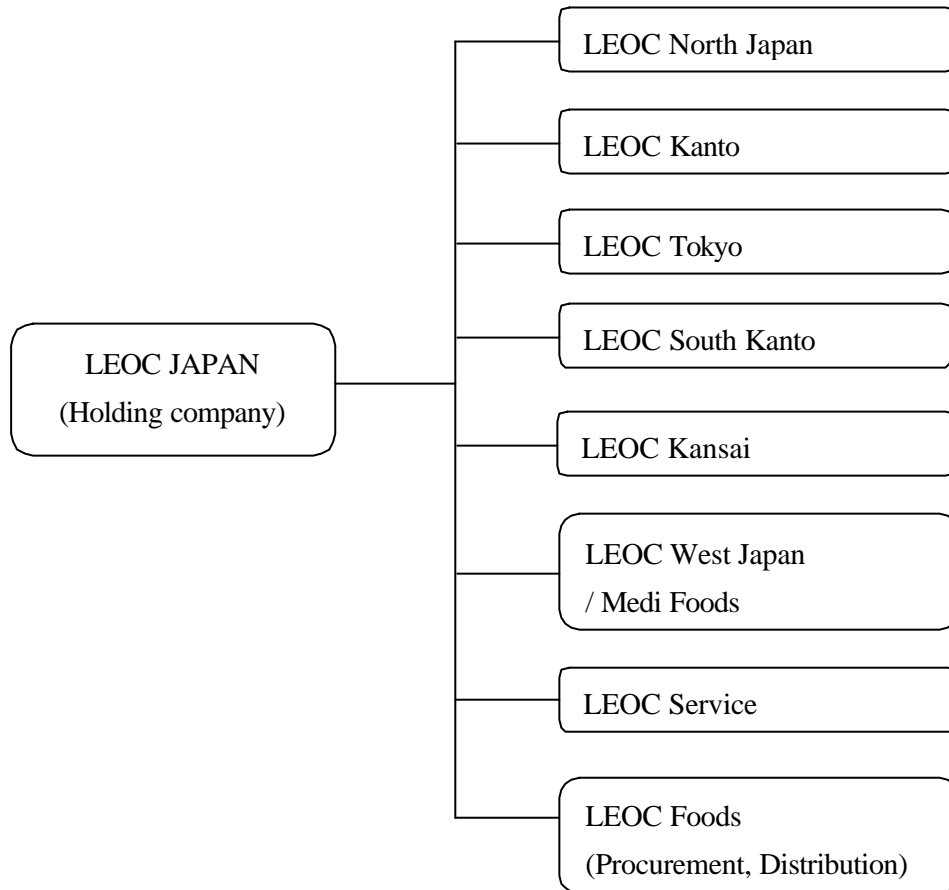 LEOC JAPAN
(Holding company)
LEOC North Japan
LEOC Kanto
LEOC Tokyo
LEOC South Kanto
LEOC Kansai
LEOC West Japan
/ Medi Foods
LEOC Service
LEOC Foods
(Procurement, Distribution)